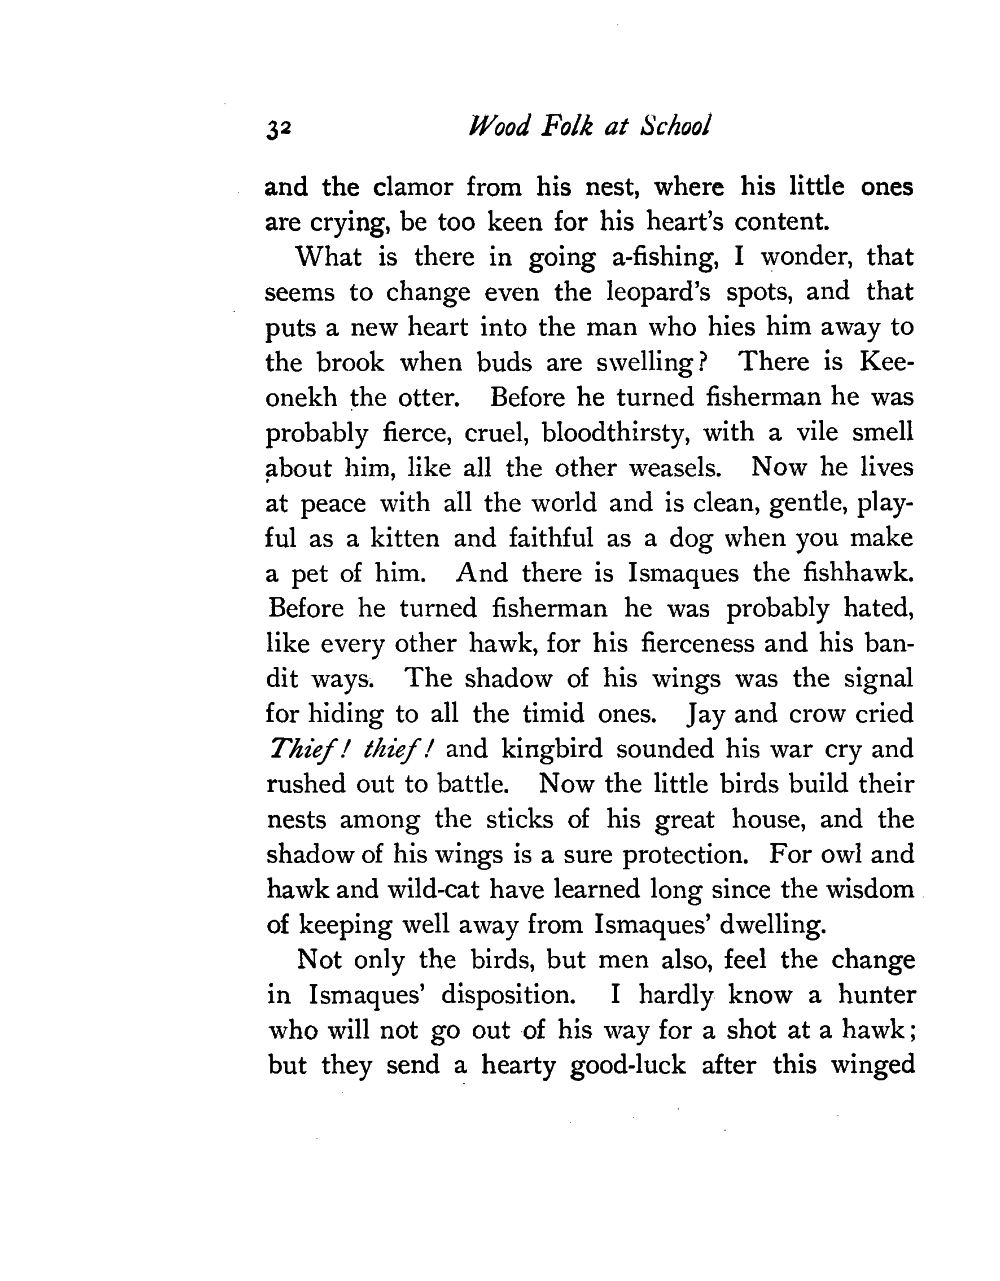 32 Wood Folk at School
and the clamor from his nest, where his little ones
are crying, be too keen for his heart's content.
What is there in going a-fishing, I wonder, that
seems to change even the leopard's spots, and that
puts a new heart into the man who hies him away to
the brook when buds are swelling? There is Kee-
onekh the otter. Before he turned fisherman he was
probably fierce, cruel, bloodthirsty, with a vile smell
about him, like all the other weasels. Now he lives
at peace with all the world and is clean, gentle, play-
ful as a kitten and faithful as a dog when you make
a pet of him. And there is Ismaques the fishhawk.
Before he turned fisherman he was probably hated,
like every other hawk, for his fierceness and his ban-
dit ways. The shadow of his wings was the signal
for hiding to all the timid ones. Jay and crow cried
Thief! thief! and kingbird sounded his war cry and
rushed out to battle. Now the little birds build their
nests among the sticks of his great house, and the
shadow of his wings is a sure protection. For owl and
hawk and wild-cat have learned long since the wisdom
of keeping well away from Ismaques' dwelling.
Not only the birds, but men also, feel the change
in Ismaques' disposition. I hardly know a hunter
who will not go out of his way for a shot at a hawk;
but they send a hearty good-luck after this winged